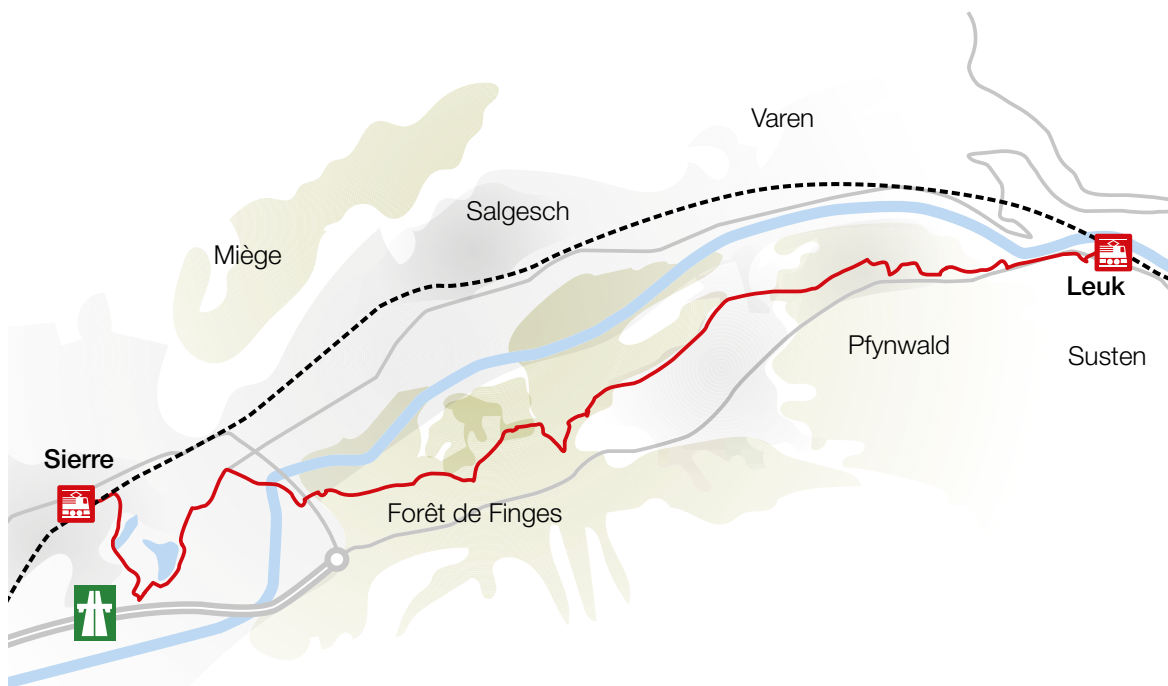 Varen
Salgesch
Miège
Leuk
Pfynwald
Susten
Sierre
Forêt de Finges